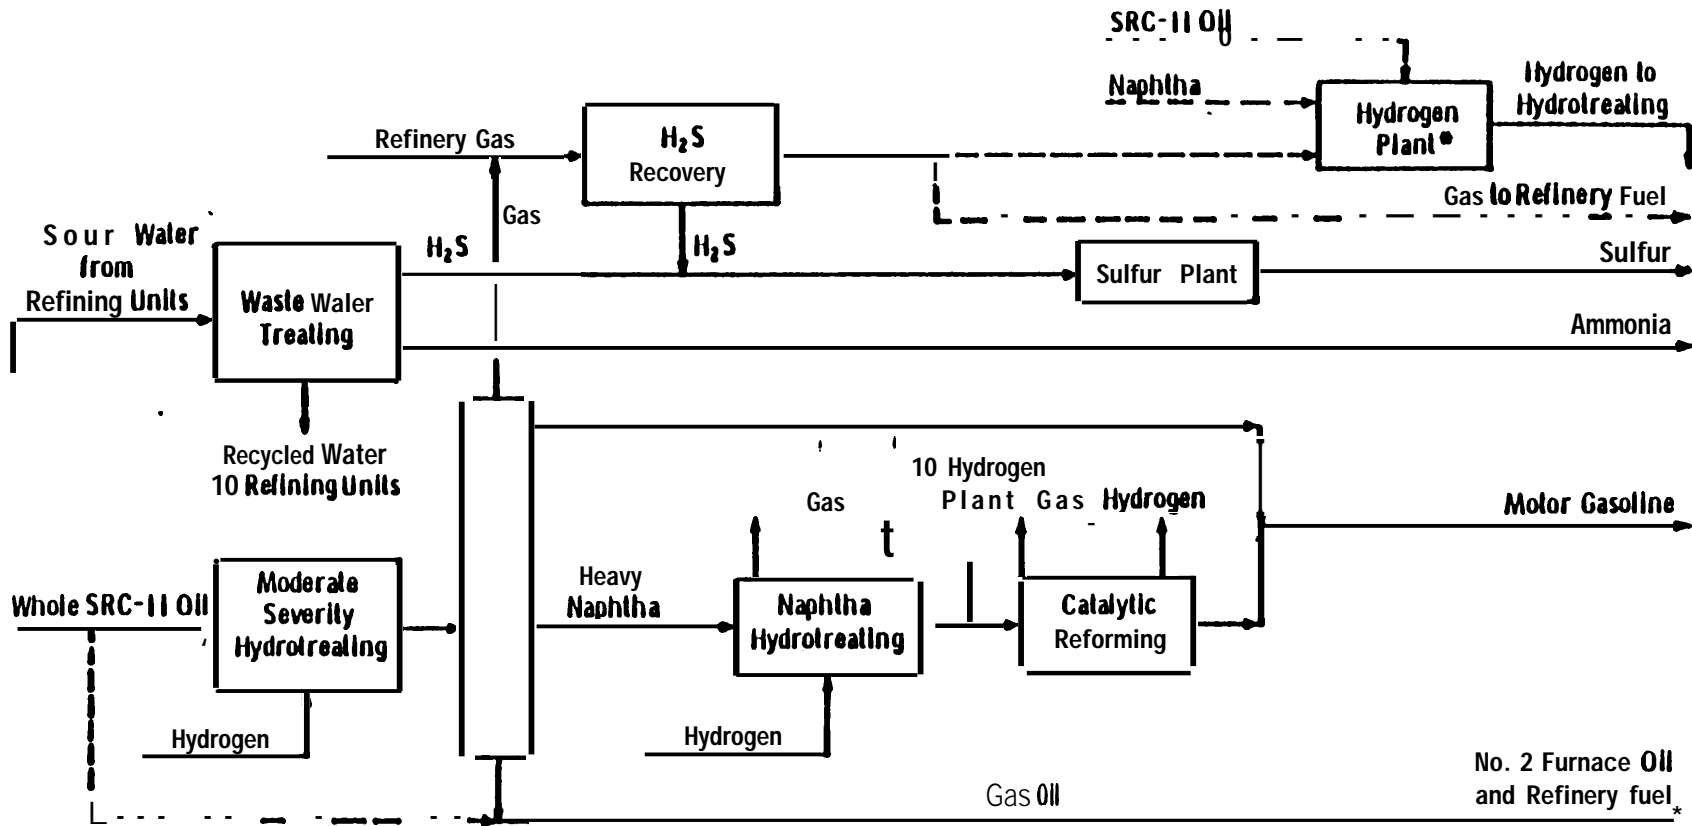 SRC-II Oil
Naphtha
Hydrogen
Plant*
Hydrogen to
Hydrotreating
Refinery Gas
H₂S
Recovery
Gas to Refinery Fuel
Gas
Sour Water
from
Refining Units
H₂S
H₂S
Sulfur Plant
Sulfur
Waste Waler
Treating
Ammonia
Recycled Water
10 Refining Units
10 Hydrogen
Gas
Plant Gas Hydrogen
Motor Gasoline
t
Whole SRC-II Oil
Moderate
Severity
Hydrotreating
Heavy
Naphtha
Naphtha
Hydrotreating
Catalytic
Reforming
Hydrogen
Hydrogen
Gas Oil
No. 2 Furnace Oil
and Refinery fuel
*